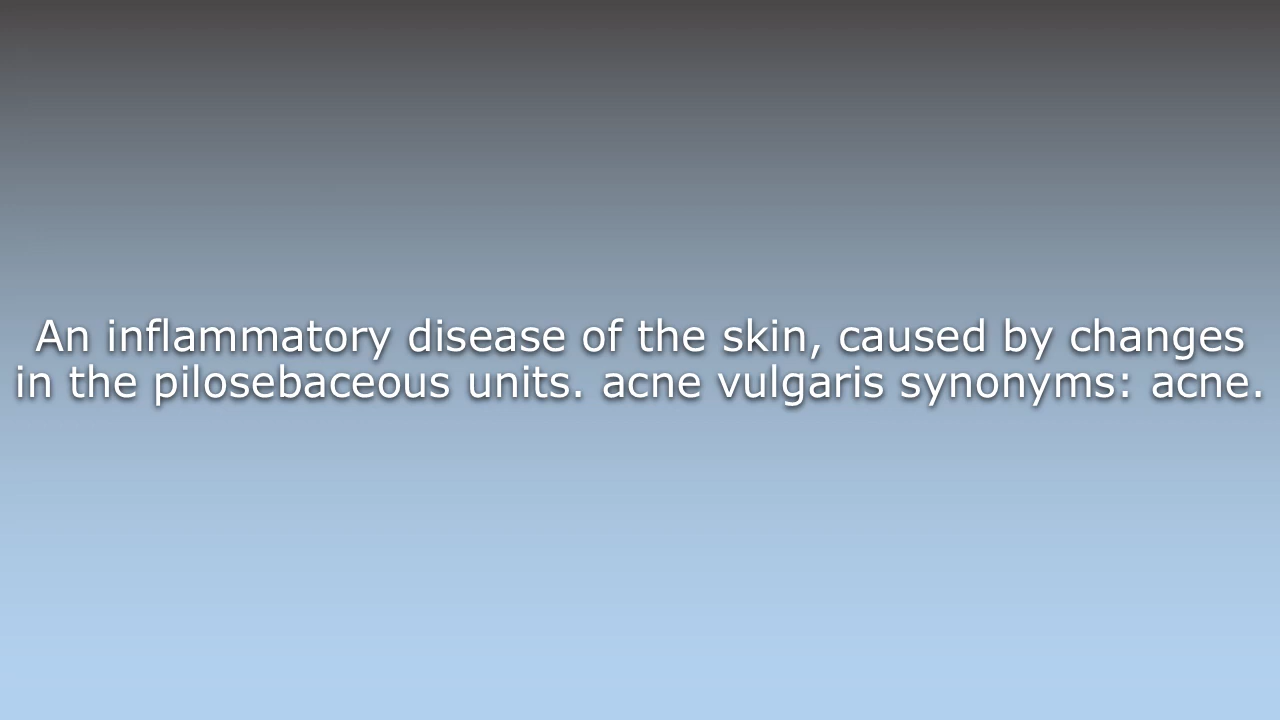 An inflammatory disease of the skin, caused by changes
in the pilosebaceous units. acne vulgaris synonyms: acne.